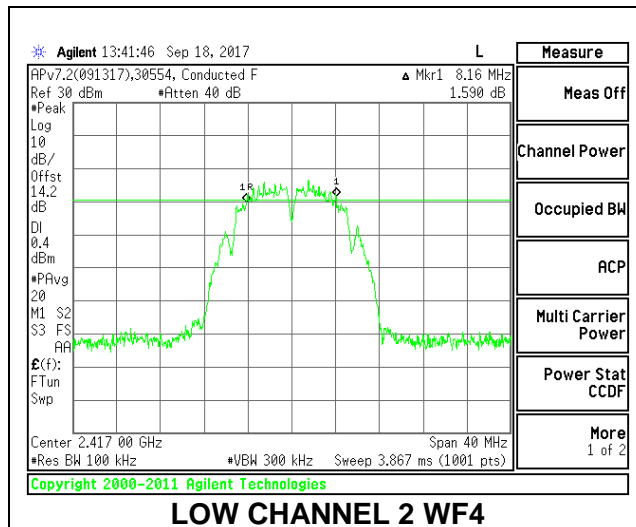 Agilent 13:41:46 Sep 18, 2017 L
Measure
APv7.2(091317),30554, Conducted F
Δ Mkr1 8.16 MHz
Ref 30 dBm #Atten 40 dB 1.590 dB
Meas Off
#Peak
Log
10
dB/
Offst
14.2
dB
DI
0.4
dBm
#PAvg
20
M1 S2
S3 FS
AA
£(f):
FTun
Swp
1R
1
Channel Power
Occupied BW
ACP
Multi Carrier
Power
Power Stat
CCDF
More
1 of 2
Center 2.417 00 GHz Span 40 MHz
#Res BW 100 kHz #VBW 300 kHz Sweep 3.867 ms (1001 pts)
Copyright 2000-2011 Agilent Technologies
LOW CHANNEL 2 WF4